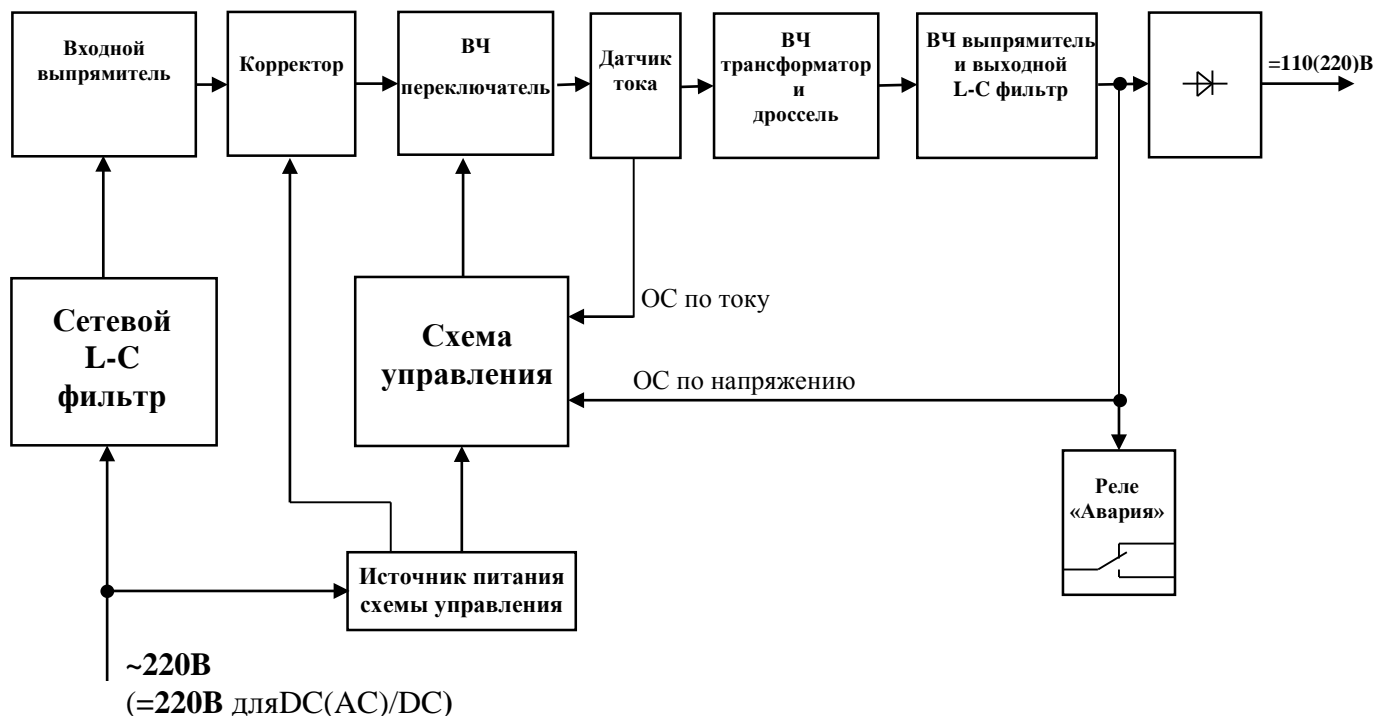 Входной
выпрямитель
Корректор
ВЧ
переключатель
Датчик
тока
ВЧ
трансформатор
и
дроссель
ВЧ выпрямитель
и выходной
L-C фильтр
=110(220)В
Сетевой
L-C
фильтр
Схема
управления
ОС по току
ОС по напряжению
Реле
«Авария»
Источник питания
схемы управления
~220В
(=220В дляDC(AC)/DC)